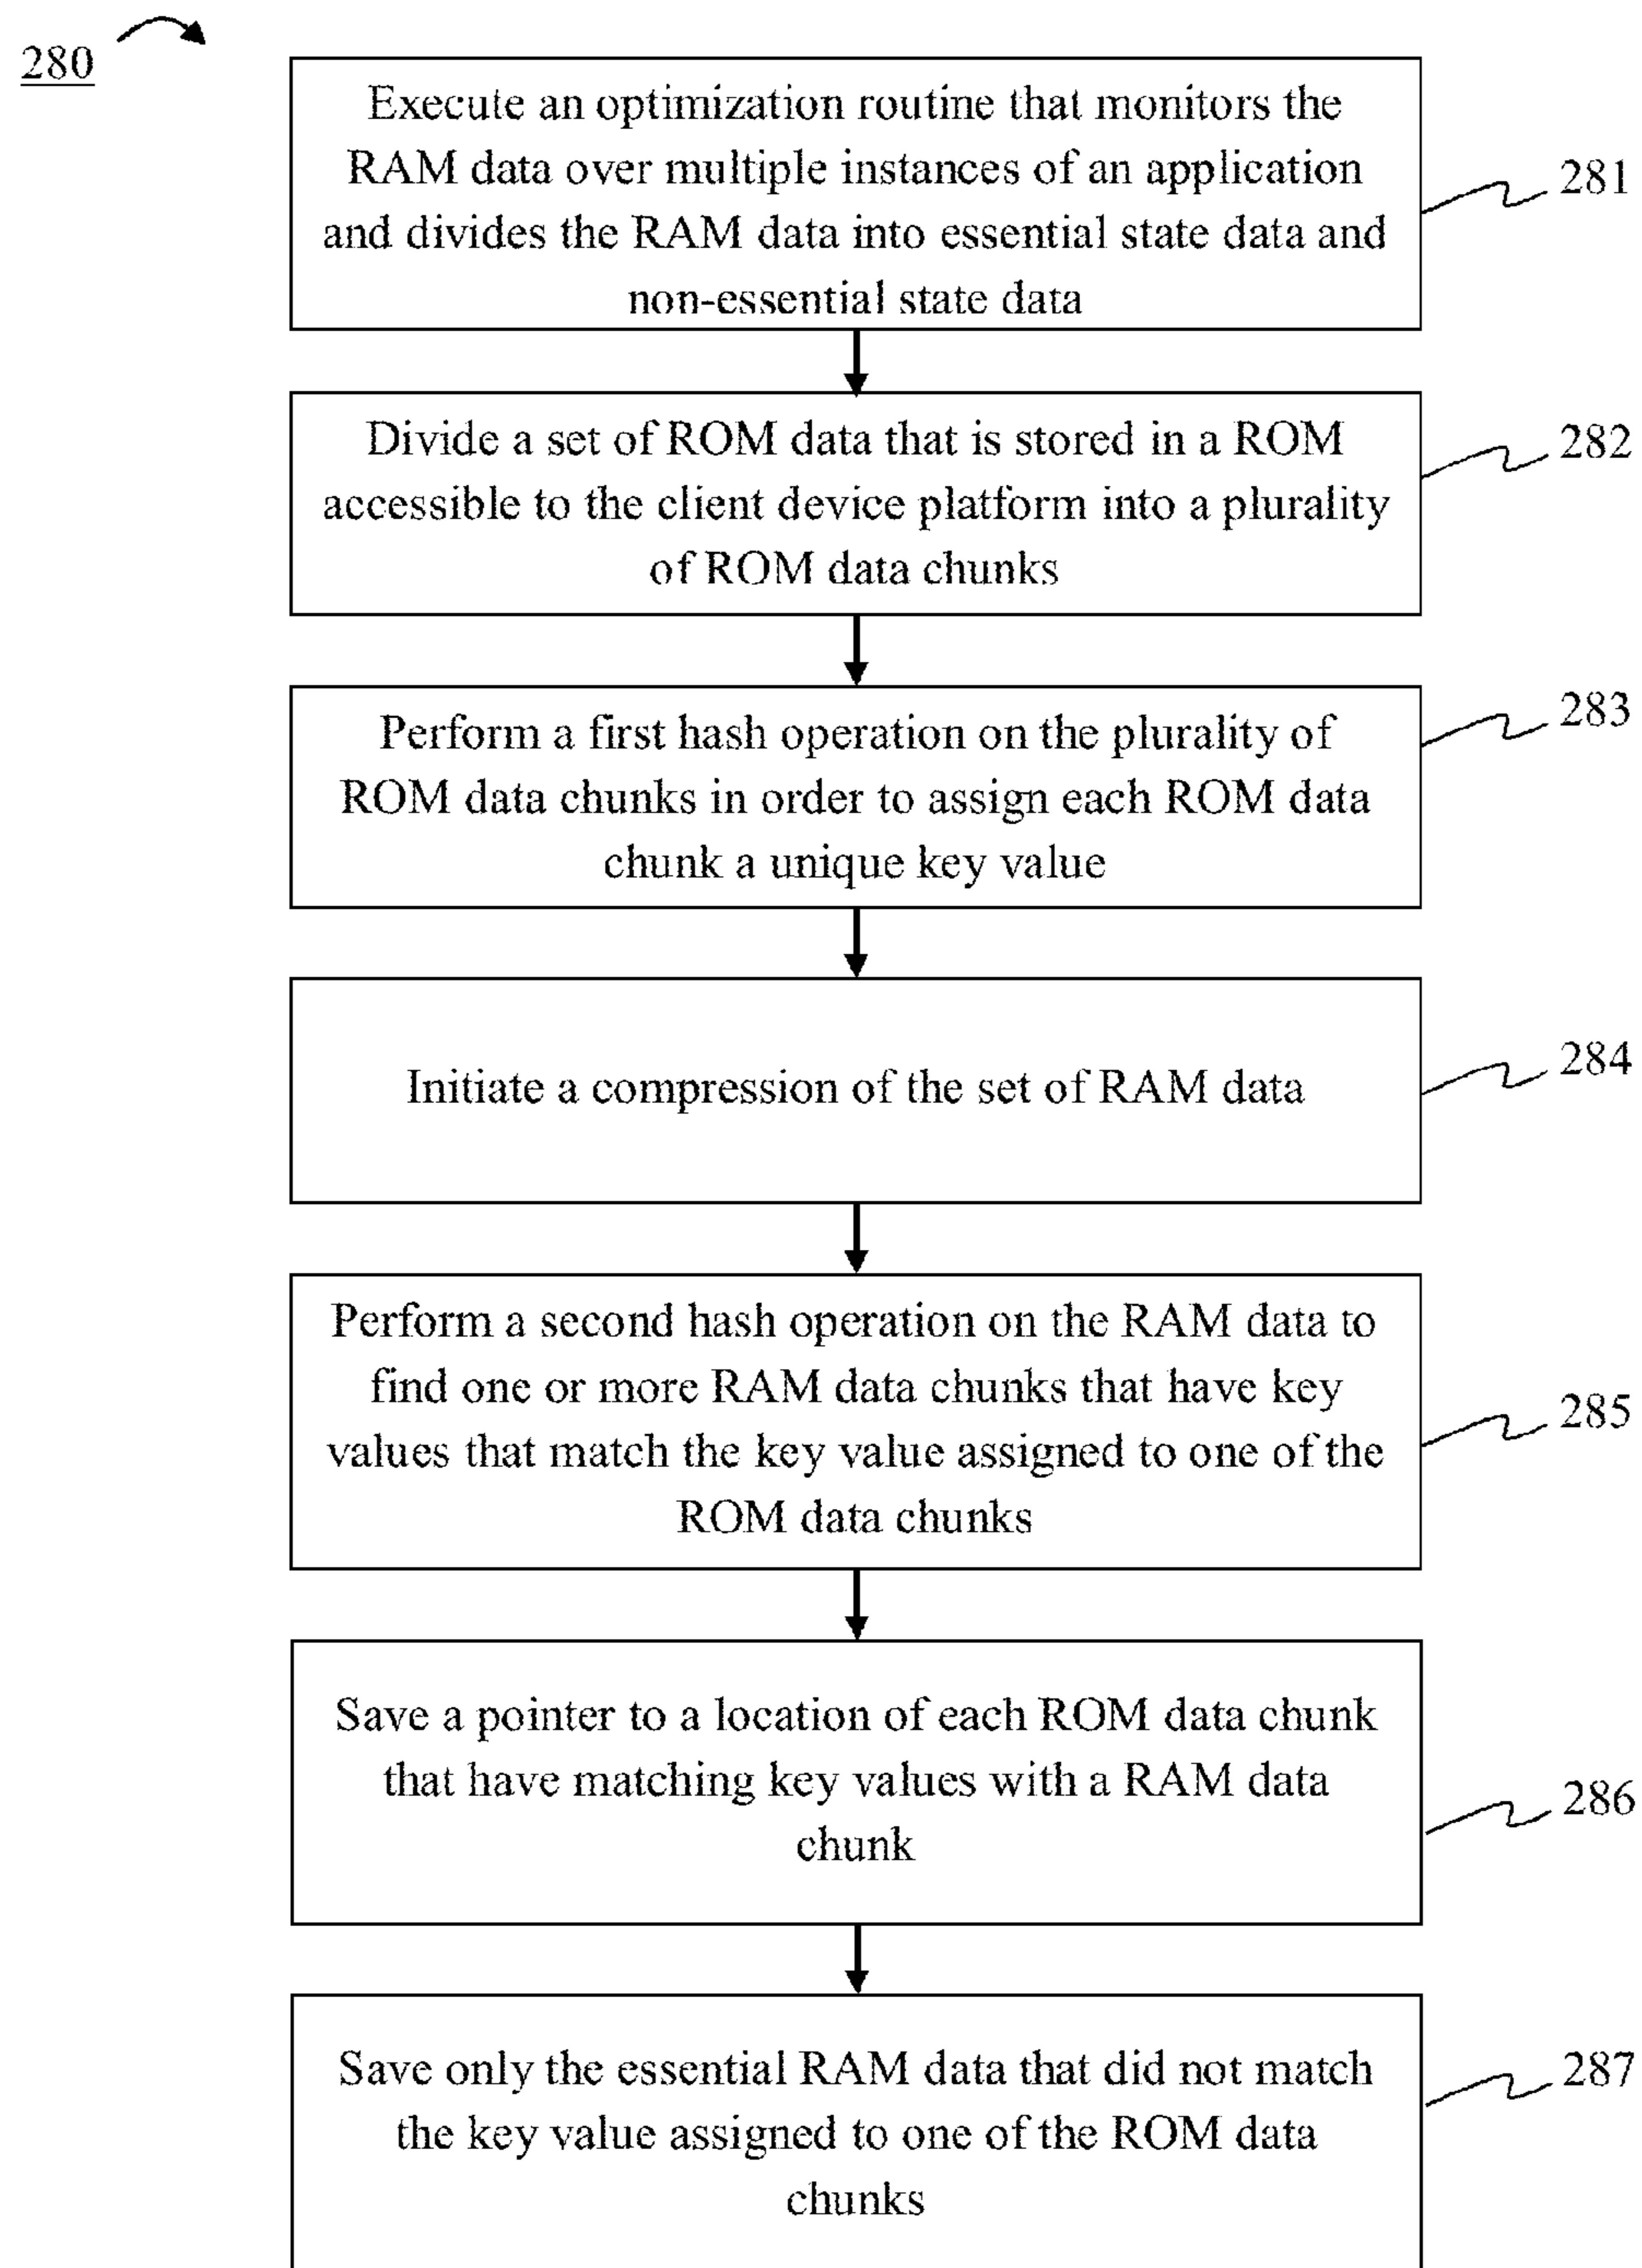 280
Execute an optimization routine that monitors the
RAM data over multiple instances of an application
and divides the RAM data into essential state data and
non-essential state data
281
Divide a set of ROM data that is stored in a ROM
accessible to the client device platform into a plurality
of ROM data chunks
282
Perform a first hash operation on the plurality of
ROM data chunks in order to assign each ROM data
chunk a unique key value
283
Initiate a compression of the set of RAM data
284
Perform a second hash operation on the RAM data to
find one or more RAM data chunks that have key
values that match the key value assigned to one of the
ROM data chunks
285
Save a pointer to a location of each ROM data chunk
that have matching key values with a RAM data
chunk
286
Save only the essential RAM data that did not match
the key value assigned to one of the ROM data
chunks
287